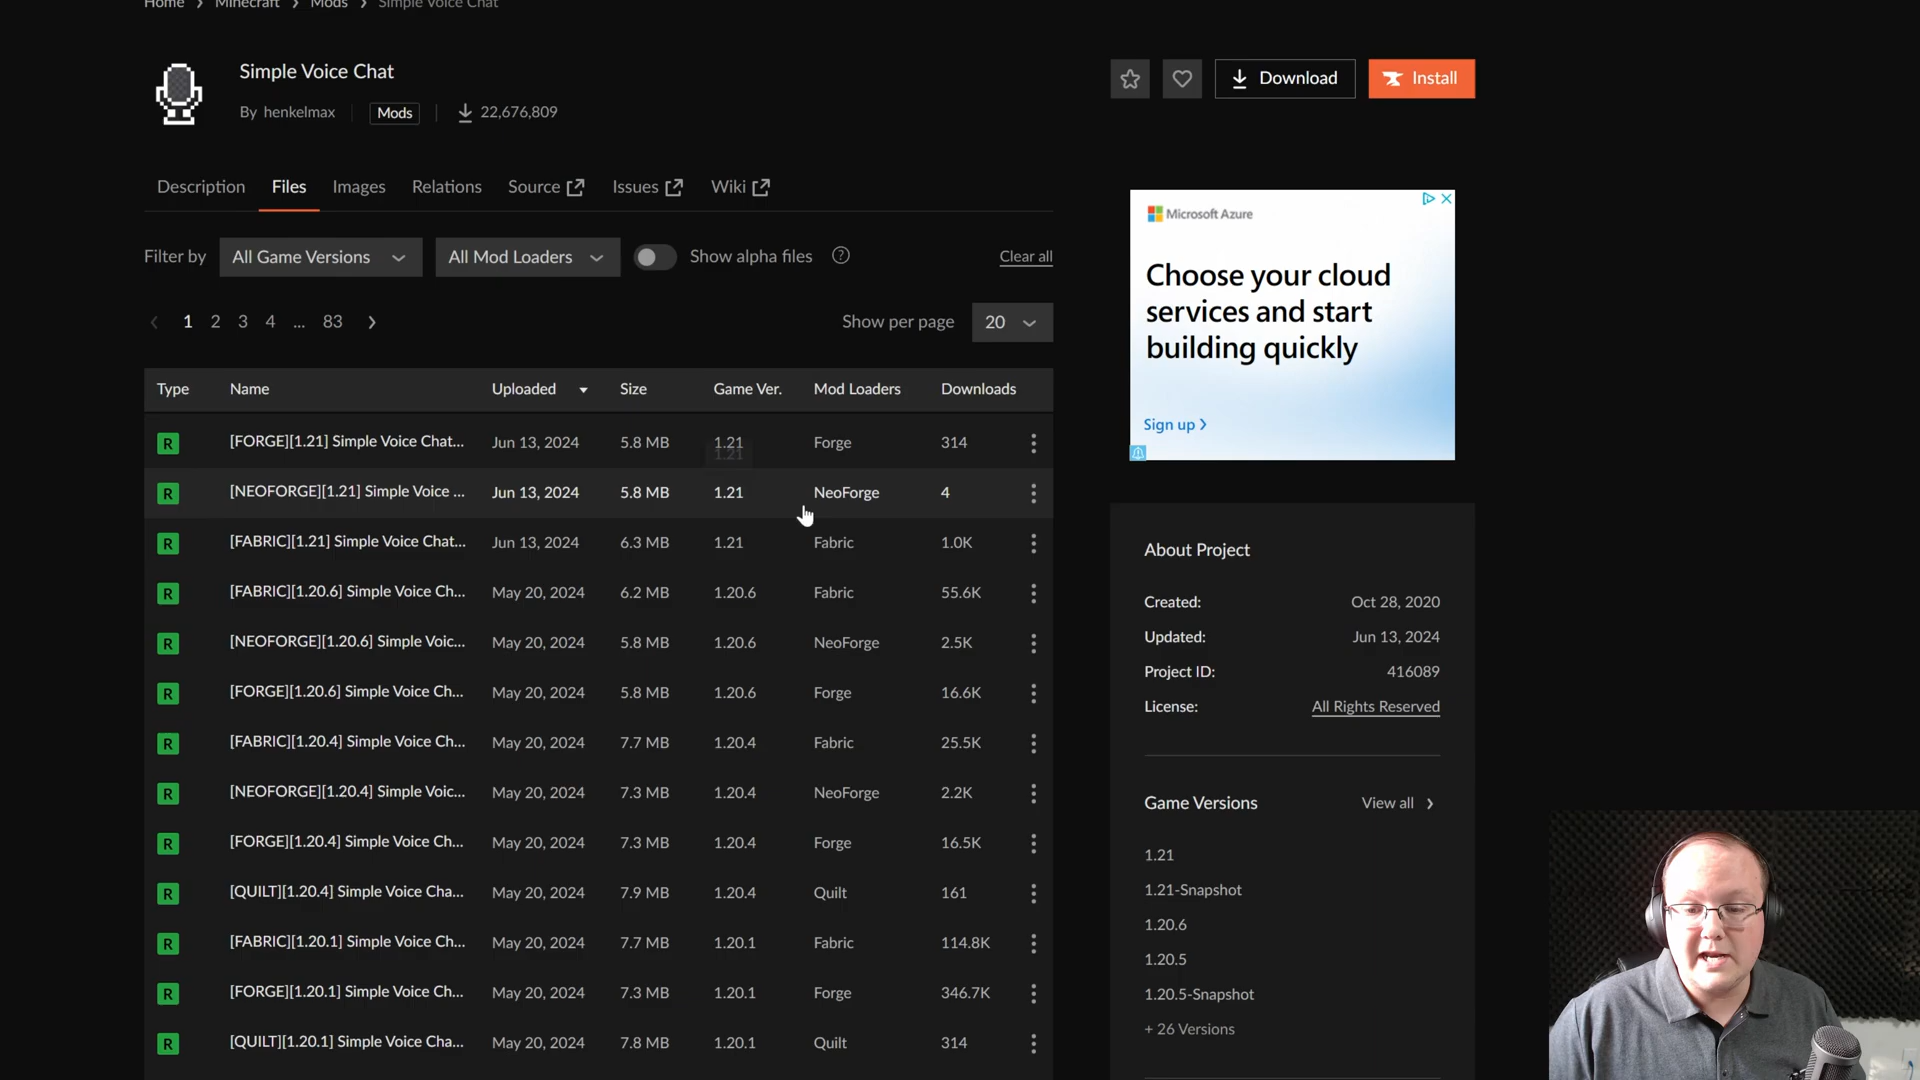 Home > Minecraft > Mods > Simple Voice Chat
Simple Voice Chat
By henkelmax
Mods
22,676,809
Download
Install
Description
Files
Images
Relations
Source
Issues
Wiki
Filter by
All Game Versions
All Mod Loaders
Show alpha files
Clear all
1 2 3 4 ... 83
Show per page
20
Type Name Uploaded Size Game Ver. Mod Loaders Downloads
R [FORGE][1.21] Simple Voice Chat... Jun 13, 2024 5.8 MB 1.21 Forge 314
1.21
R [NEOFORGE][1.21] Simple Voice ... Jun 13, 2024 5.8 MB 1.21 NeoForge 4
R [FABRIC][1.21] Simple Voice Chat... Jun 13, 2024 6.3 MB 1.21 Fabric 1.0K
R [FABRIC][1.20.6] Simple Voice Ch... May 20, 2024 6.2 MB 1.20.6 Fabric 55.6K
R [NEOFORGE][1.20.6] Simple Voic... May 20, 2024 5.8 MB 1.20.6 NeoForge 2.5K
R [FORGE][1.20.6] Simple Voice Ch... May 20, 2024 5.8 MB 1.20.6 Forge 16.6K
R [FABRIC][1.20.4] Simple Voice Ch... May 20, 2024 7.7 MB 1.20.4 Fabric 25.5K
R [NEOFORGE][1.20.4] Simple Voic... May 20, 2024 7.3 MB 1.20.4 NeoForge 2.2K
R [FORGE][1.20.4] Simple Voice Ch... May 20, 2024 7.3 MB 1.20.4 Forge 16.5K
R [QUILT][1.20.4] Simple Voice Cha... May 20, 2024 7.9 MB 1.20.4 Quilt 161
R [FABRIC][1.20.1] Simple Voice Ch... May 20, 2024 7.7 MB 1.20.1 Fabric 114.8K
R [FORGE][1.20.1] Simple Voice Ch... May 20, 2024 7.3 MB 1.20.1 Forge 346.7K
R [QUILT][1.20.1] Simple Voice Cha... May 20, 2024 7.8 MB 1.20.1 Quilt 314
Microsoft Azure
Choose your cloud
services and start
building quickly
Sign up >
About Project
Created: Oct 28, 2020
Updated: Jun 13, 2024
Project ID: 416089
License: All Rights Reserved
Game Versions View all >
1.21
1.21-Snapshot
1.20.6
1.20.5
1.20.5-Snapshot
+ 26 Versions